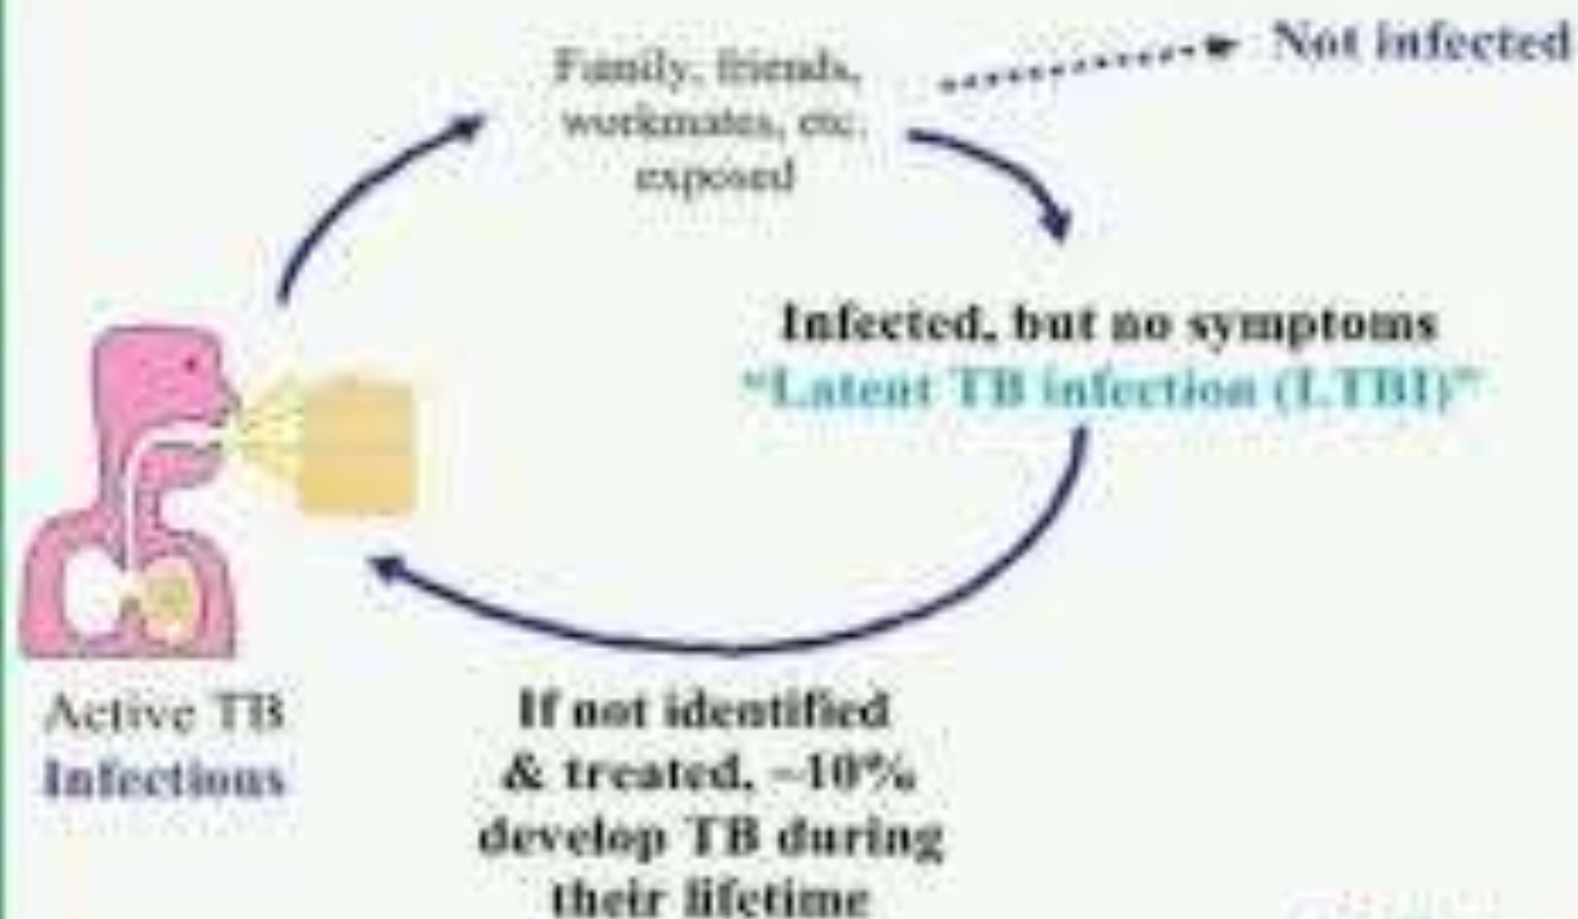 Family, friends,
workmates, etc.
exposed
Not infected
Infected, but no symptoms
"Latent TB infection (LTBI)"
Active TB
Infectious
If not identified
& treated, ~10%
develop TB during
their lifetime